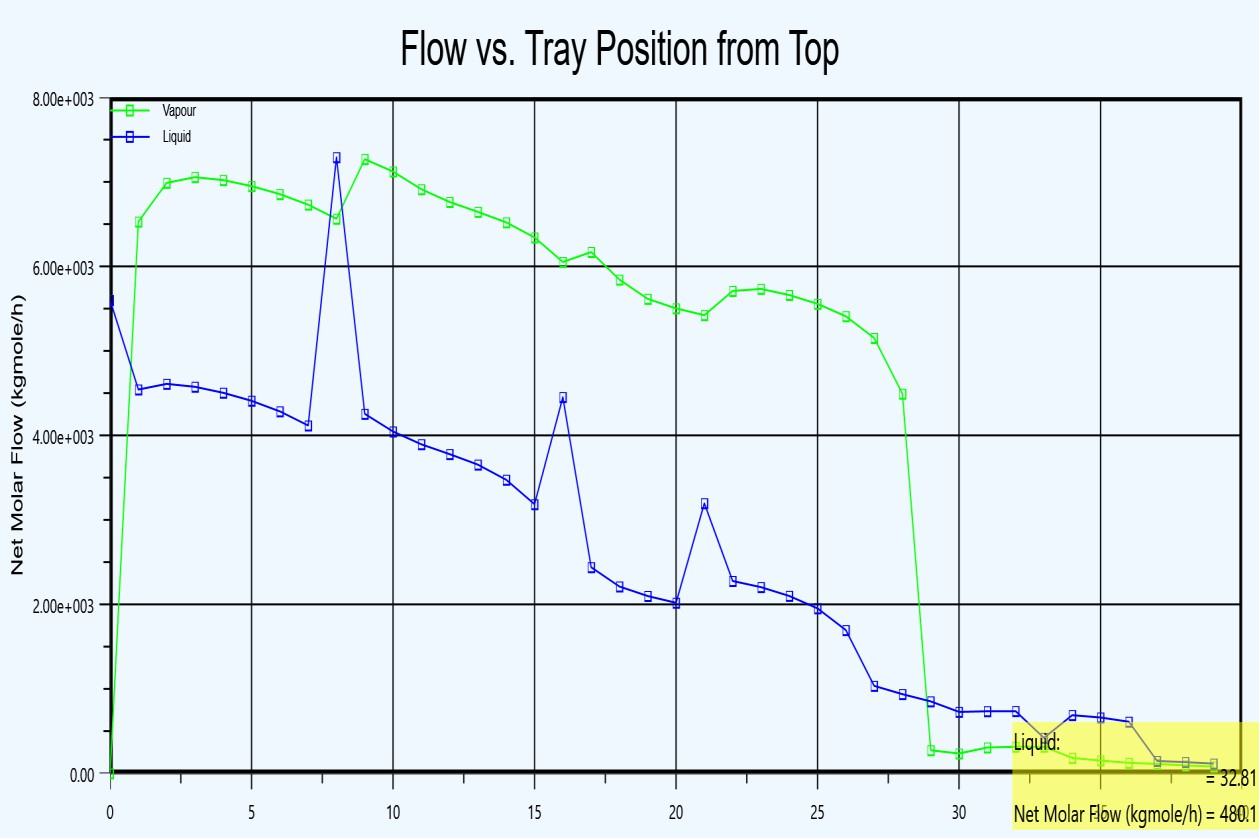 Flow vs. Tray Position from Top
Vapour
Liquid
Net Molar Flow (kgmole/h)
8.00e+003
6.00e+003
4.00e+003
2.00e+003
0.00
0 5 10 15 20 25 30
Liquid:
= 32.81
Net Molar Flow (kgmole/h) = 480.1